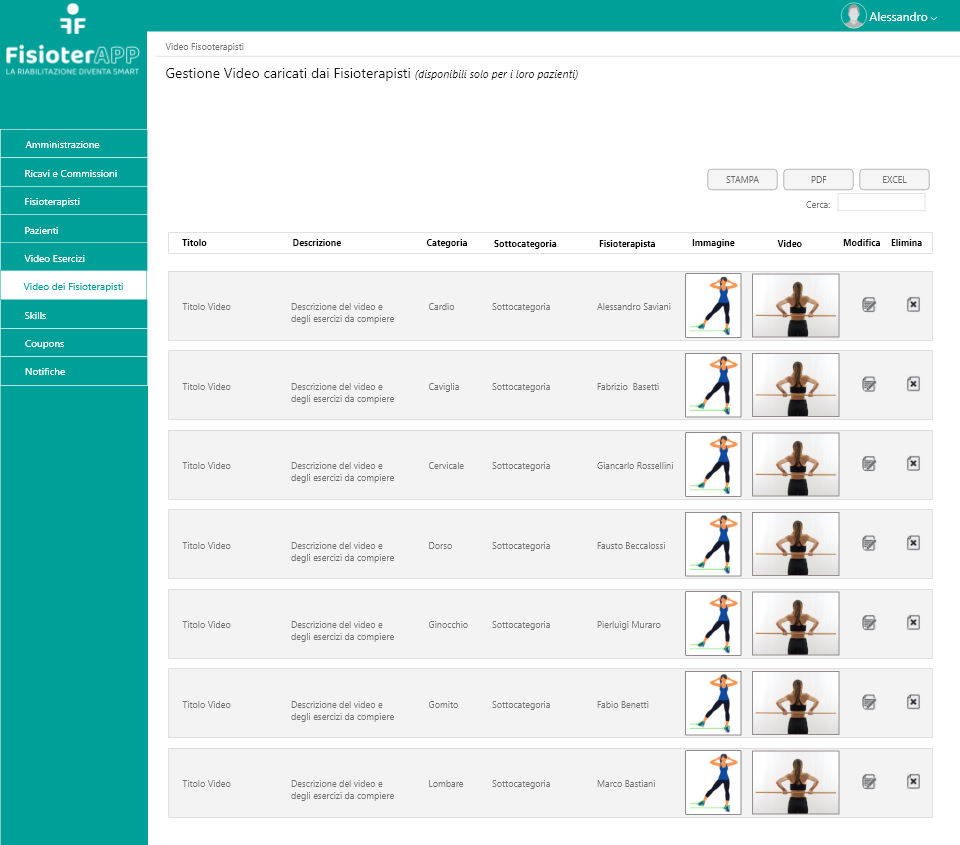 Alessandro
FisioterAPP
LA RIABILITAZIONE DIVENTA SMART
Video Fisooterapisti
Gestione Video caricati dai Fisioterapisti (disponibili solo per i loro pazienti)
Amministrazione
Ricavi e Commissioni
Fisioterapisti
Pazienti
Video Esercizi
Video dei Fisioterapisti
Skills
Coupons
Notifiche
STAMPA PDF EXCEL
Cerca:
Titolo Descrizione Categoria Sottocategoria Fisioterapista Immagine Video Modifica Elimina
Titolo Video Descrizione del video e Cardio Sottocategoria Alessandro Saviani
degli esercizi da compiere
Titolo Video Descrizione del video e Caviglia Sottocategoria Fabrizio Basetti
degli esercizi da compiere
Titolo Video Descrizione del video e Cervicale Sottocategoria Giancarlo Rossellini
degli esercizi da compiere
Titolo Video Descrizione del video e Dorso Sottocategoria Fausto Beccalossi
degli esercizi da compiere
Titolo Video Descrizione del video e Ginocchio Sottocategoria Pierluigi Muraro
degli esercizi da compiere
Titolo Video Descrizione del video e Gomito Sottocategoria Fabio Benetti
degli esercizi da compiere
Titolo Video Descrizione del video e Lombare Sottocategoria Marco Bastiani
degli esercizi da compiere